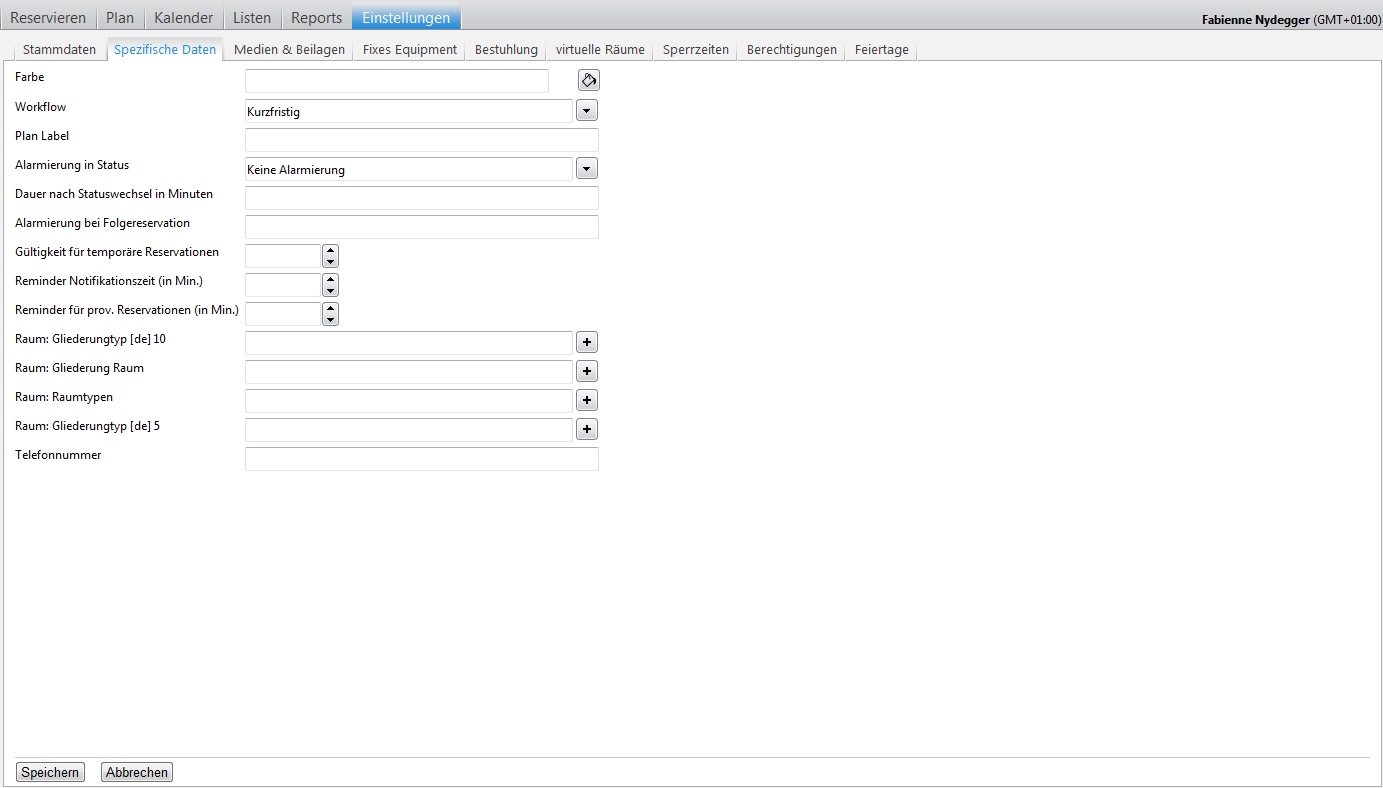 Reservieren Plan Kalender Listen Reports Einstellungen Fabienne Nydegger (GMT+01:00)
Stammdaten Spezifische Daten Medien & Beilagen Fixes Equipment Bestuhlung virtuelle Räume Sperrzeiten Berechtigungen Feiertage
Farbe
Workflow Kurzfristig
Plan Label
Alarmierung in Status Keine Alarmierung
Dauer nach Statuswechsel in Minuten
Alarmierung bei Folgereservation
Gültigkeit für temporäre Reservationen
Reminder Notifikationszeit (in Min.)
Reminder für prov. Reservationen (in Min.)
Raum: Gliederungtyp [de] 10
Raum: Gliederung Raum
Raum: Raumtypen
Raum: Gliederungtyp [de] 5
Telefonnummer
Speichern Abbrechen